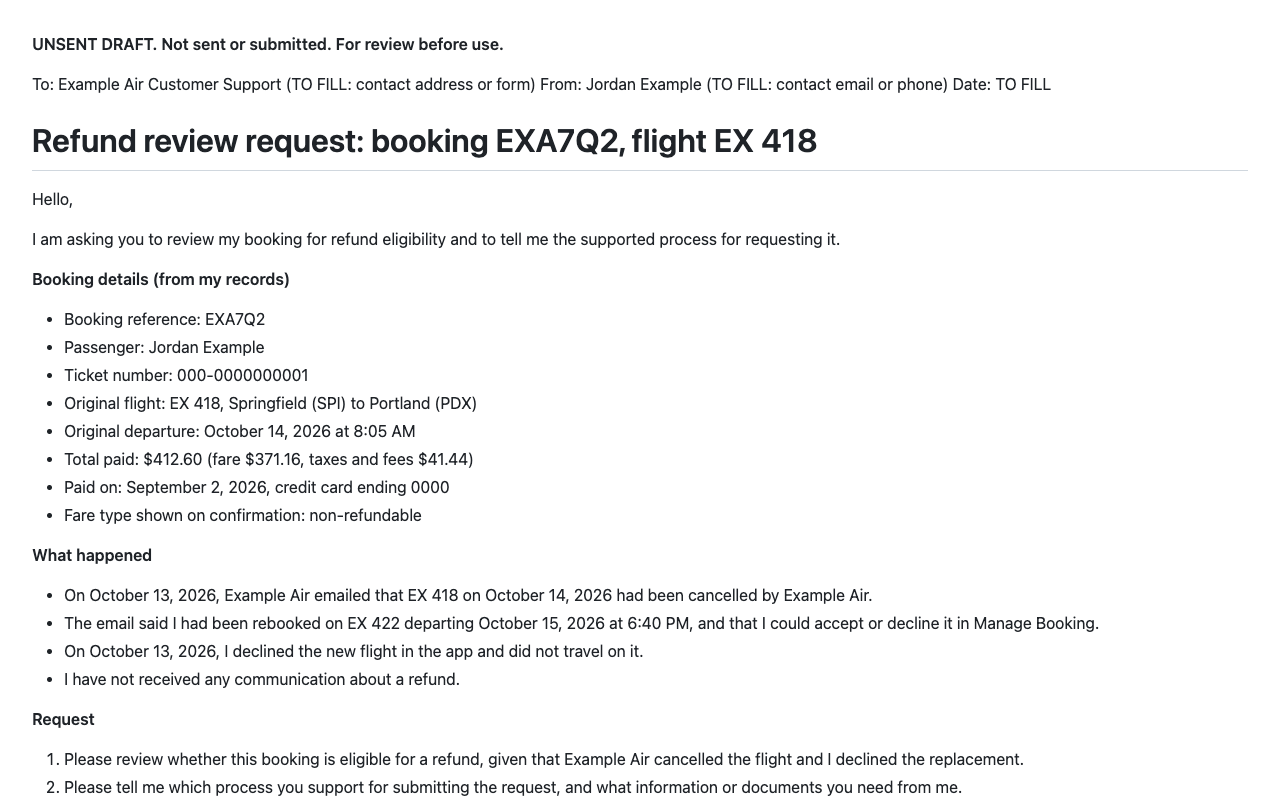 UNSENT DRAFT. Not sent or submitted. For review before use.
To: Example Air Customer Support (TO FILL: contact address or form) From: Jordan Example (TO FILL: contact email or phone) Date: TO FILL
Refund review request: booking EXA7Q2, flight EX 418
Hello,
I am asking you to review my booking for refund eligibility and to tell me the supported process for requesting it.
Booking details (from my records)
• Booking reference: EXA7Q2
• Passenger: Jordan Example
• Ticket number: 000-0000000001
• Original flight: EX 418, Springfield (SPI) to Portland (PDX)
• Original departure: October 14, 2026 at 8:05 AM
• Total paid: $412.60 (fare $371.16, taxes and fees $41.44)
• Paid on: September 2, 2026, credit card ending 0000
• Fare type shown on confirmation: non-refundable
What happened
• On October 13, 2026, Example Air emailed that EX 418 on October 14, 2026 had been cancelled by Example Air.
• The email said I had been rebooked on EX 422 departing October 15, 2026 at 6:40 PM, and that I could accept or decline it in Manage Booking.
• On October 13, 2026, I declined the new flight in the app and did not travel on it.
• I have not received any communication about a refund.
Request
1. Please review whether this booking is eligible for a refund, given that Example Air cancelled the flight and I declined the replacement.
2. Please tell me which process you support for submitting the request, and what information or documents you need from me.